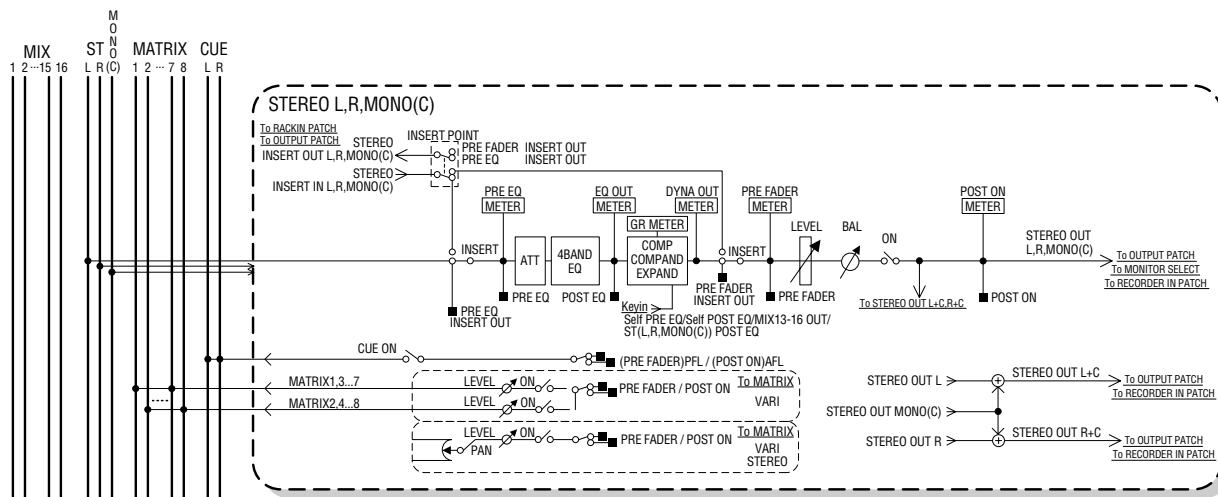 MIX
1 2 ··· 15 16
ST
L R
MONO
(C)
MATRIX
1 2 ··· 7 8
CUE
L R
STEREO L,R,MONO(C)
To RACKIN PATCH
To OUTPUT PATCH
STEREO
INSERT OUT L,R,MONO(C)
STEREO
INSERT IN L,R,MONO(C)
INSERT POINT
PRE FADER INSERT OUT
PRE EQ INSERT OUT
PRE EQ
METER
EQ OUT
METER
DYNA OUT
METER
PRE FADER
METER
POST ON
METER
GR METER
INSERT
ATT
4BAND
EQ
COMP
COMPAND
EXPAND
INSERT
LEVEL
BAL
ON
STEREO OUT
L,R,MONO(C)
To OUTPUT PATCH
To MONITOR SELECT
To RECORDER IN PATCH
PRE EQ
POST EQ
PRE FADER
INSERT OUT
PRE FADER
To STEREO OUT L+C,R+C
POST ON
PRE EQ
INSERT OUT
Keyin
Self PRE EQ/Self POST EQ/MIX13-16 OUT/
ST(L,R,MONO(C)) POST EQ
CUE ON
(PRE FADER)PFL / (POST ON)AFL
MATRIX1,3...7
LEVEL
ON
PRE FADER / POST ON
To MATRIX
VARI
MATRIX2,4...8
LEVEL
ON
LEVEL
PAN
ON
PRE FADER / POST ON
To MATRIX
VARI
STEREO
STEREO OUT L
STEREO OUT L+C
To OUTPUT PATCH
To RECORDER IN PATCH
STEREO OUT MONO(C)
STEREO OUT R
STEREO OUT R+C
To OUTPUT PATCH
To RECORDER IN PATCH